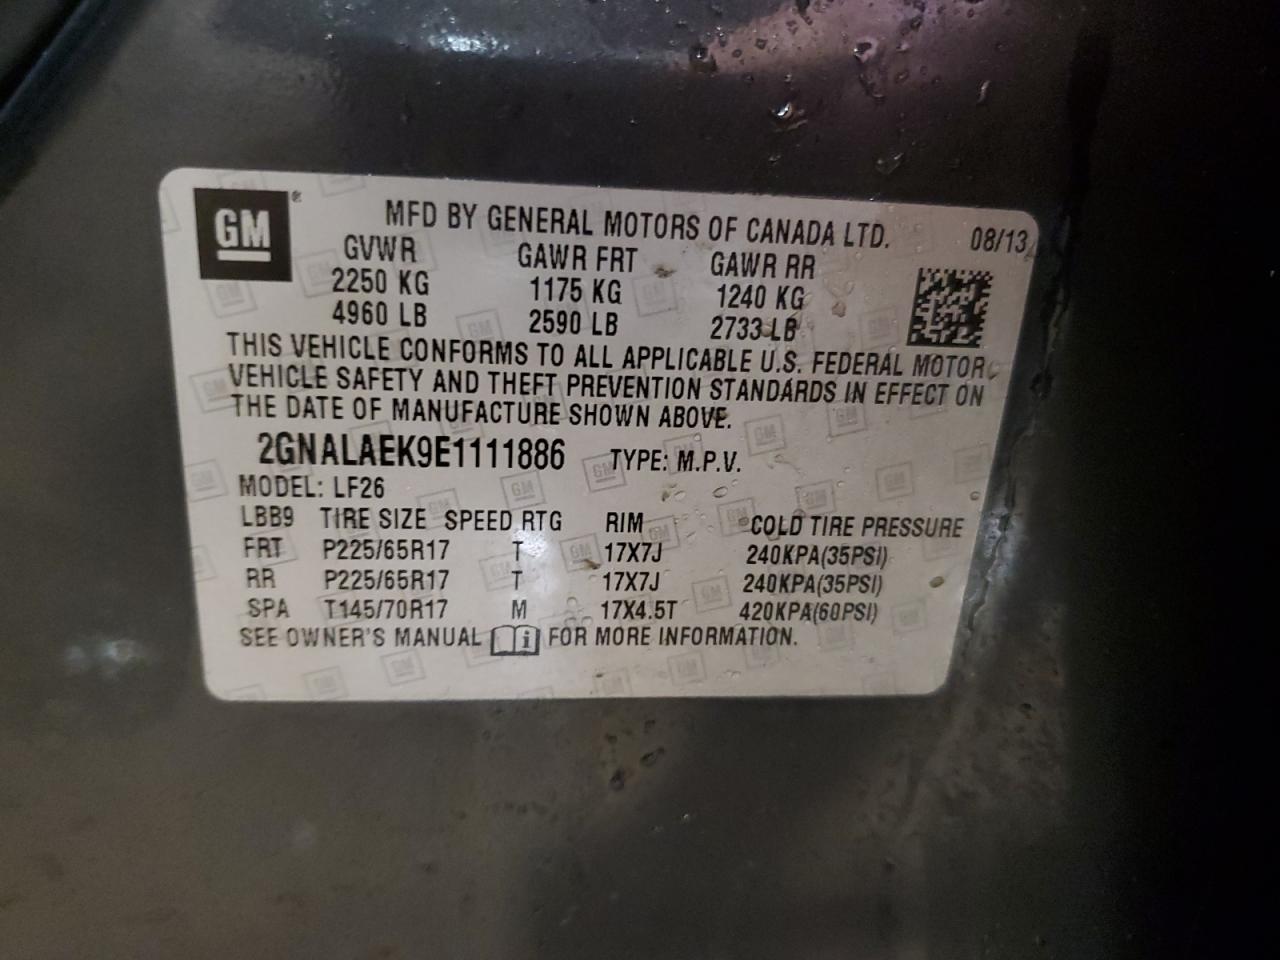 GM ®
MFD BY GENERAL MOTORS OF CANADA LTD. 08/13
GVWR GAWR FRT GAWR RR
2250 KG 1175 KG 1240 KG
4960 LB 2590 LB 2733 LB
THIS VEHICLE CONFORMS TO ALL APPLICABLE U.S. FEDERAL MOTOR
VEHICLE SAFETY AND THEFT PREVENTION STANDARDS IN EFFECT ON
THE DATE OF MANUFACTURE SHOWN ABOVE.
2GNALAEK9E1111886 TYPE: M.P.V.
MODEL: LF26
LBB9 TIRE SIZE SPEED RTG RIM COLD TIRE PRESSURE
FRT P225/65R17 T 17X7J 240KPA(35PSI)
RR P225/65R17 T 17X7J 240KPA(35PSI)
SPA T145/70R17 M 17X4.5T 420KPA(60PSI)
SEE OWNER'S MANUAL i FOR MORE INFORMATION.